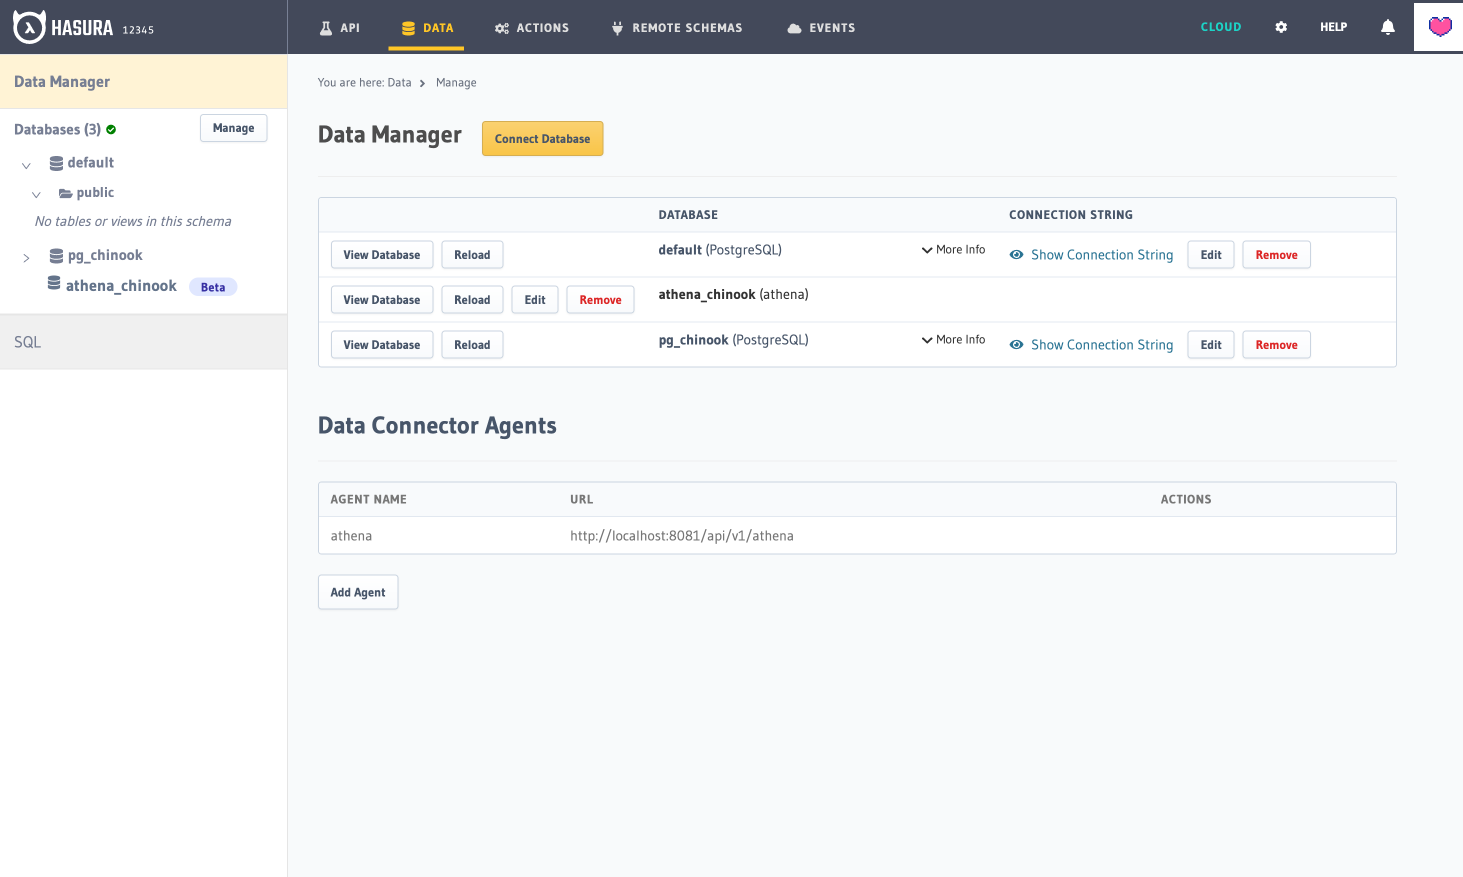 HASURA 12345
API DATA ACTIONS REMOTE SCHEMAS EVENTS CLOUD HELP
Data Manager
Databases (3) Manage
default
public
No tables or views in this schema
pg_chinook
athena_chinook Beta
SQL
You are here: Data Manage
Data Manager Connect Database
DATABASE CONNECTION STRING
View Database Reload default (PostgreSQL) More Info Show Connection String Edit Remove
View Database Reload Edit Remove athena_chinook (athena)
View Database Reload pg_chinook (PostgreSQL) More Info Show Connection String Edit Remove
Data Connector Agents
AGENT NAME URL ACTIONS
athena http://localhost:8081/api/v1/athena
Add Agent